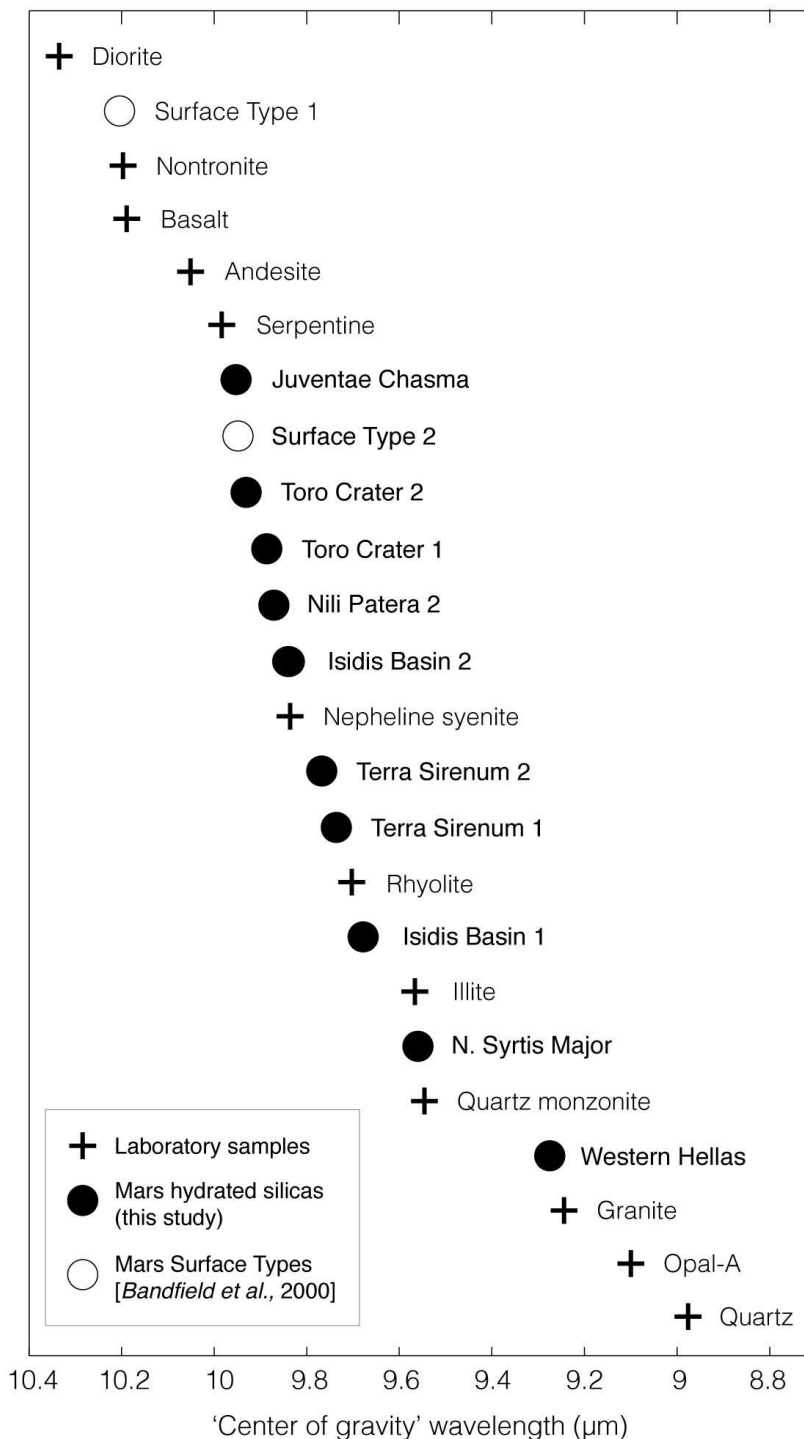 Diorite
Surface Type 1
Nontronite
Basalt
Andesite
Serpentine
Juventae Chasma
Surface Type 2
Toro Crater 2
Toro Crater 1
Nili Patera 2
Isidis Basin 2
Nepheline syenite
Terra Sirenum 2
Terra Sirenum 1
Rhyolite
Isidis Basin 1
Illite
N. Syrtis Major
Quartz monzonite
Western Hellas
Granite
Opal-A
Quartz
Laboratory samples
Mars hydrated silicas
(this study)
Mars Surface Types
[Bandfield et al., 2000]
10.4 10.2 10 9.8 9.6 9.4 9.2 9 8.8
‘Center of gravity’ wavelength (μm)